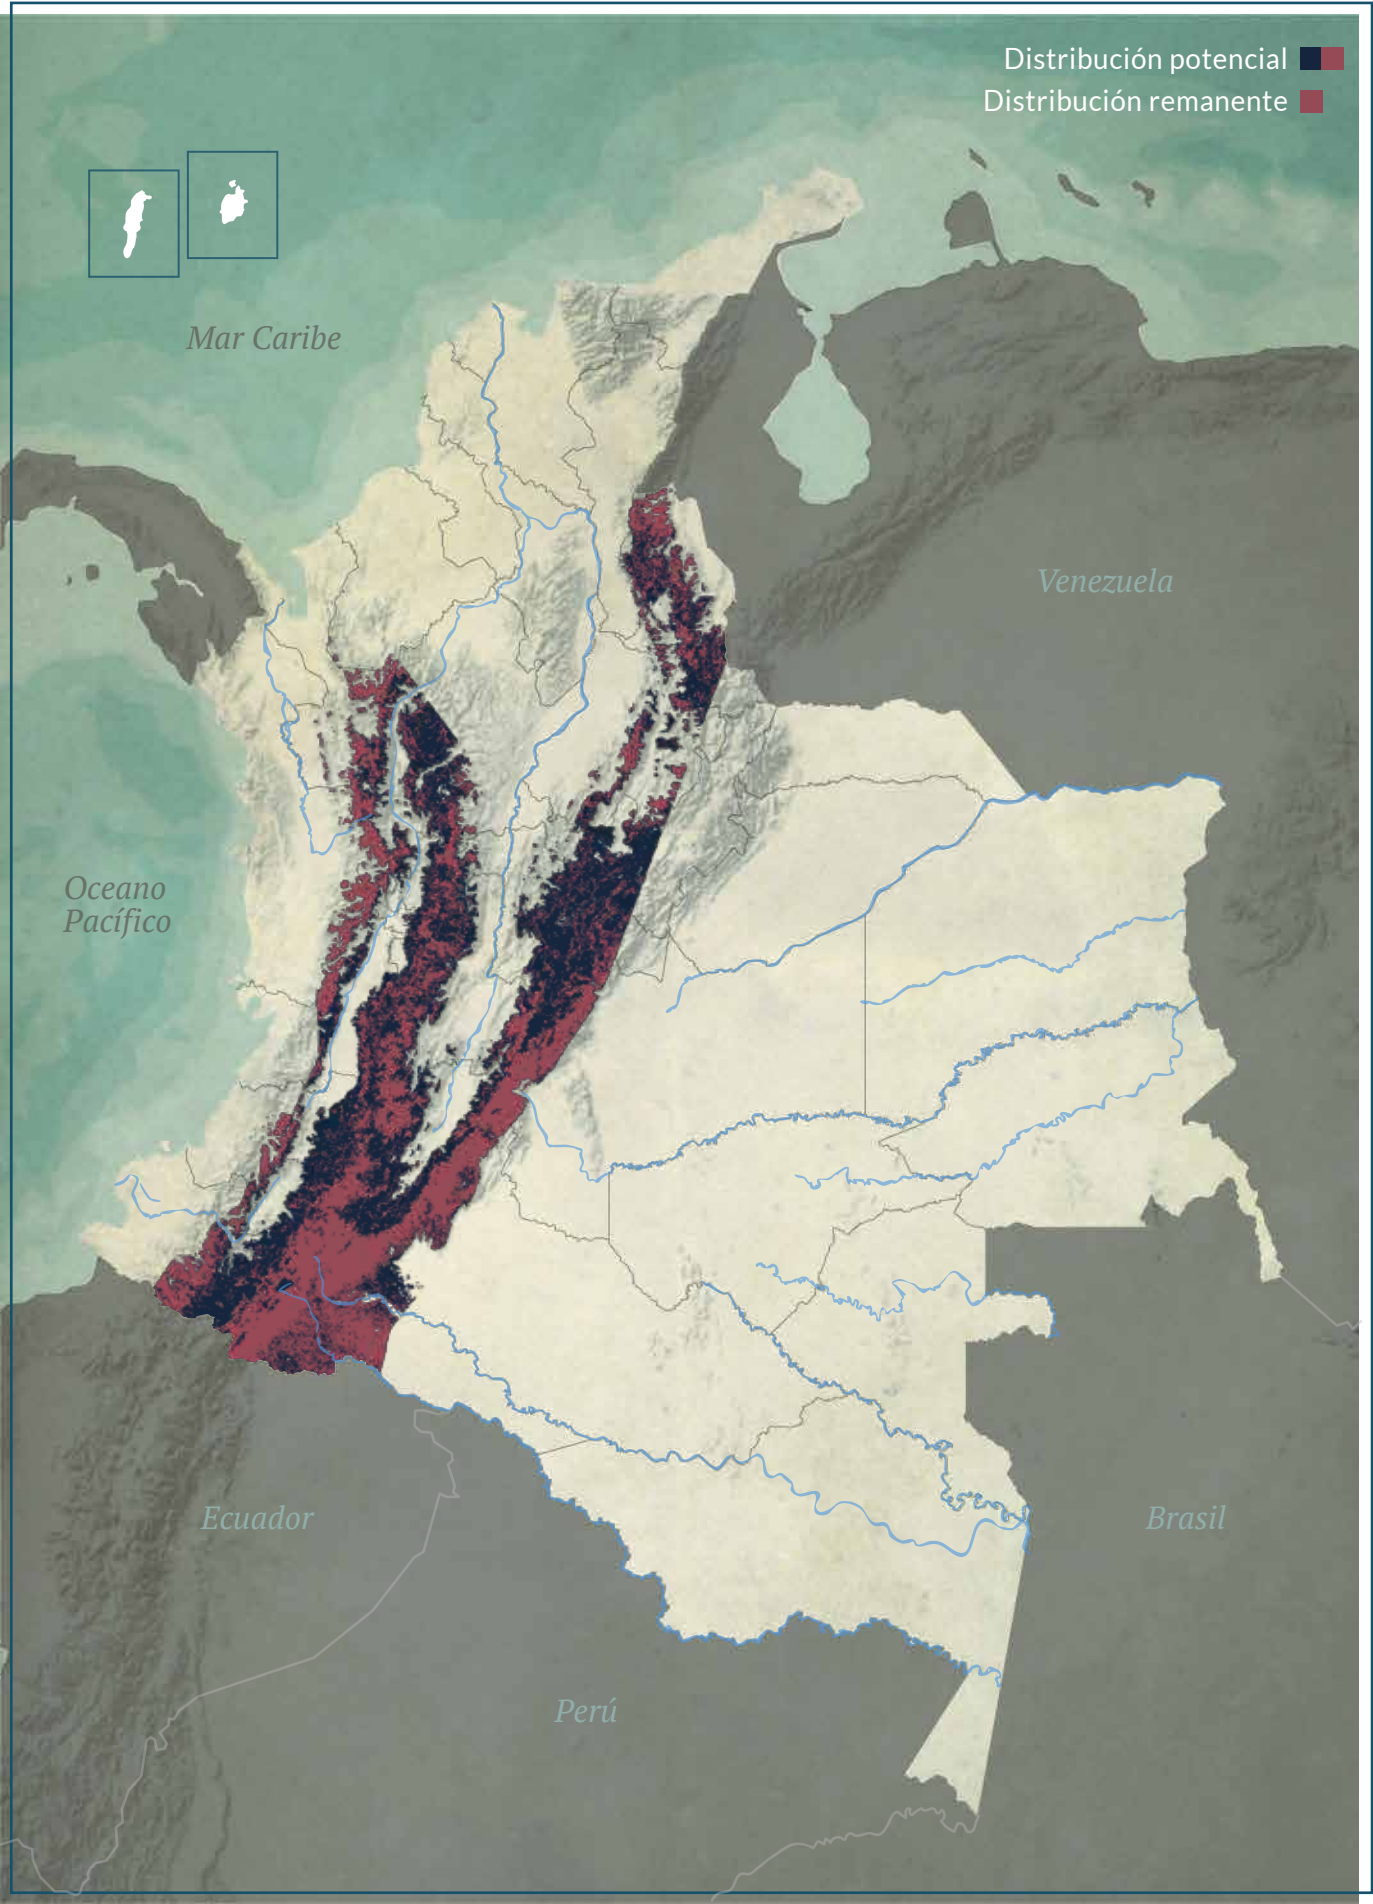 Distribución potencial
Distribución remanente
Mar Caribe
Venezuela
Oceano
Pacífico
Ecuador
Brasil
Perú